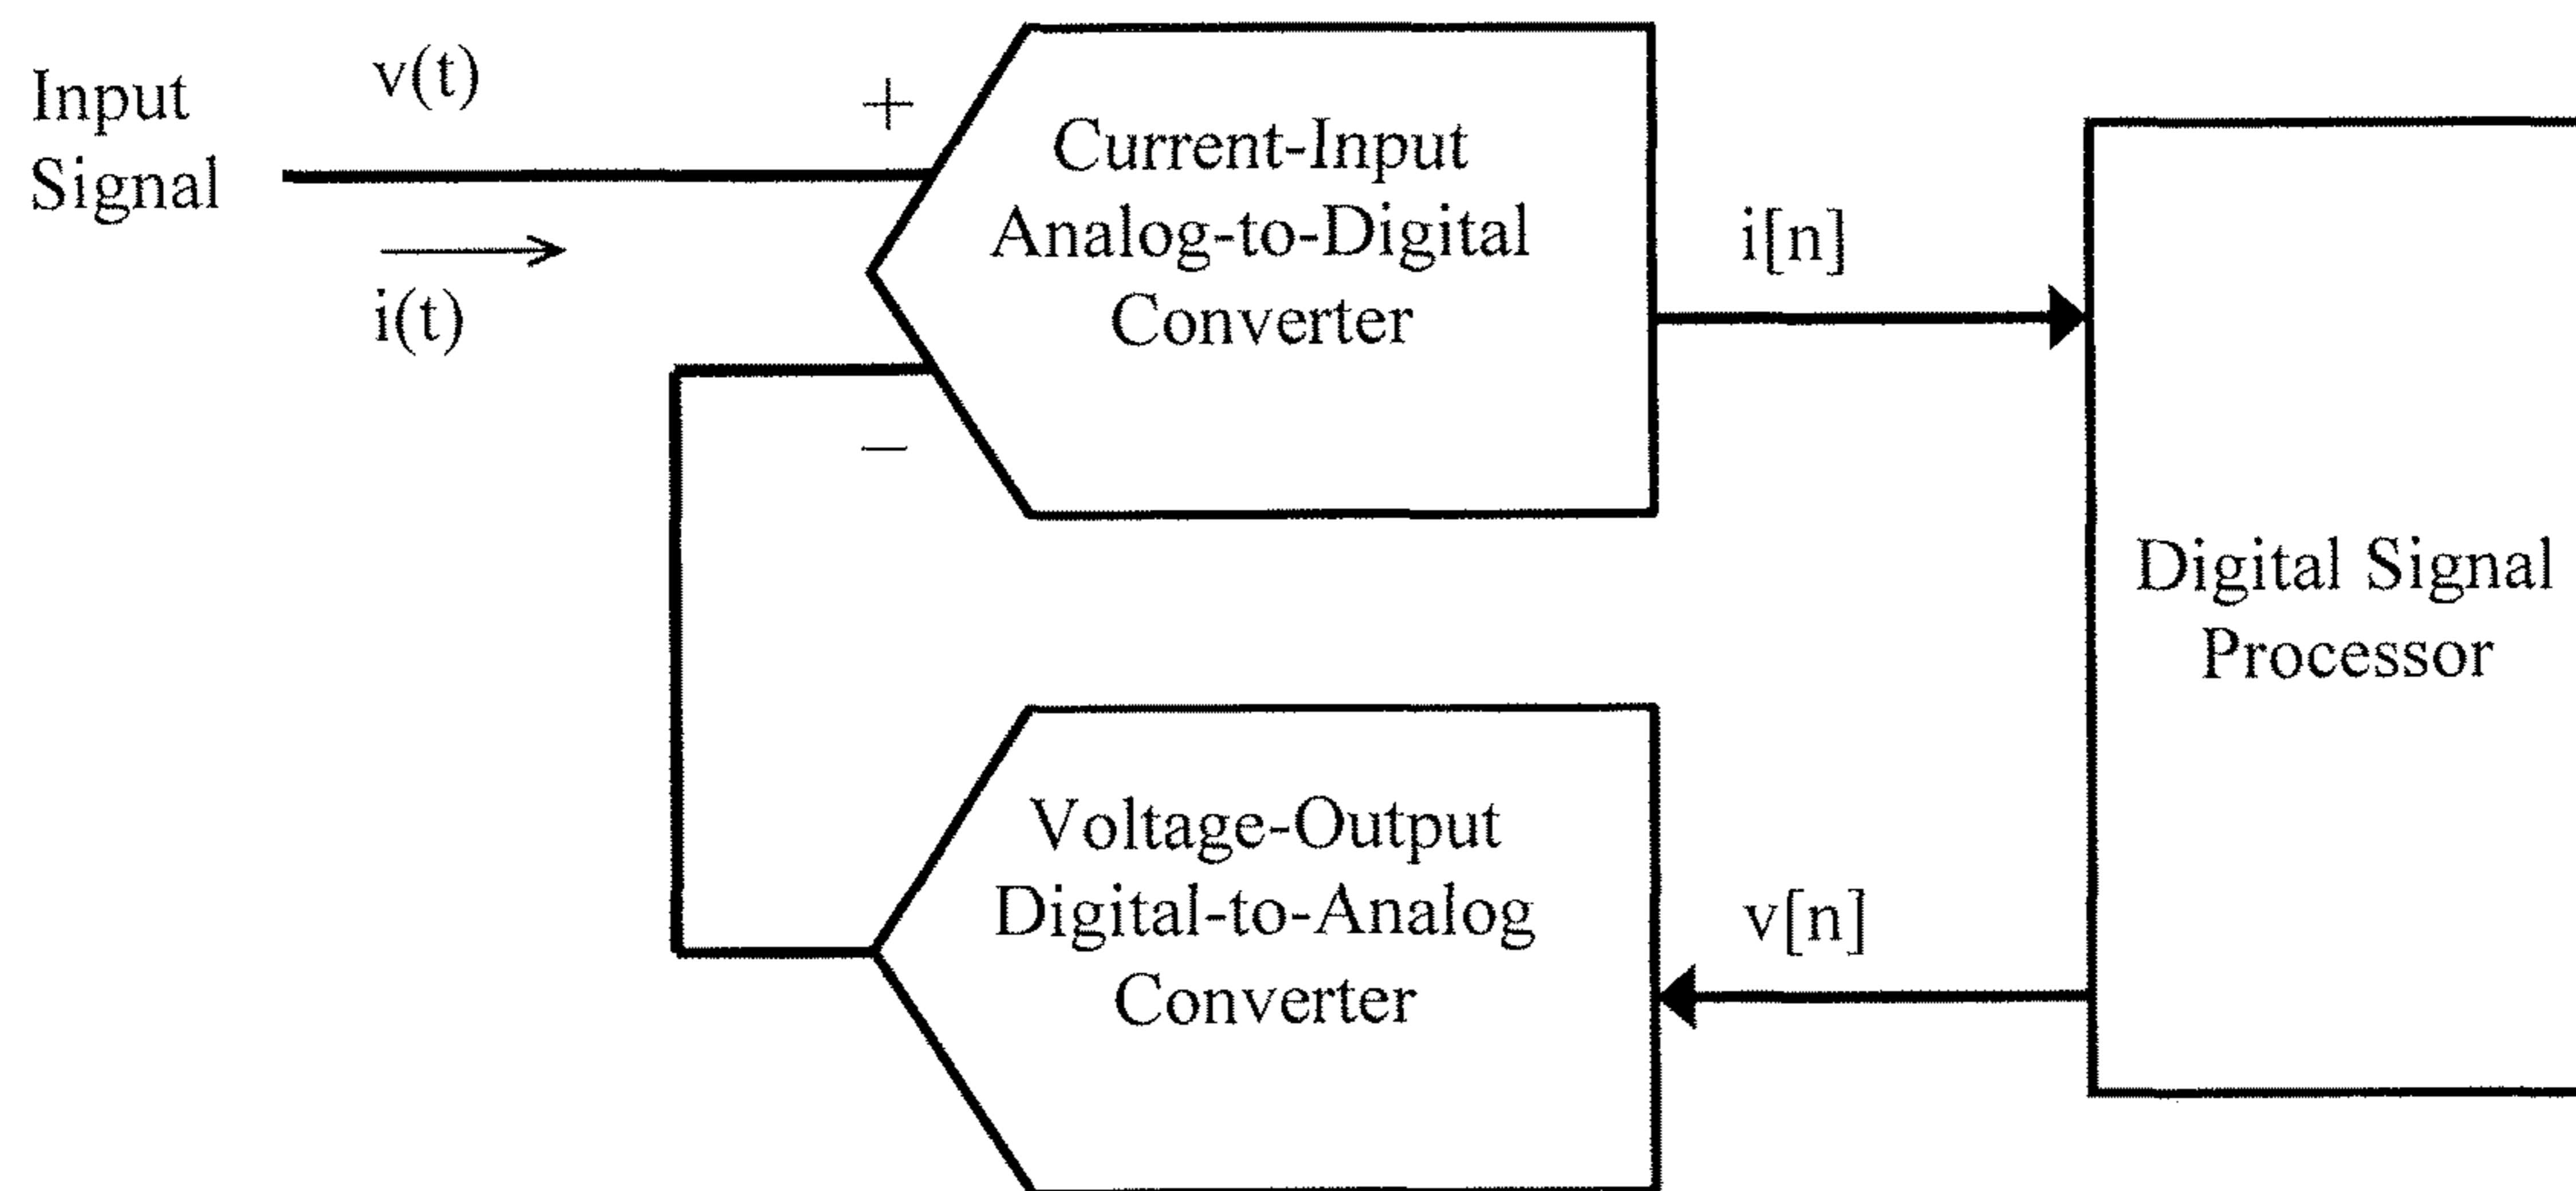 Input
Signal
v(t)
i(t)
+
−
Current-Input
Analog-to-Digital
Converter
i[n]
Digital Signal
Processor
Voltage-Output
Digital-to-Analog
Converter
v[n]